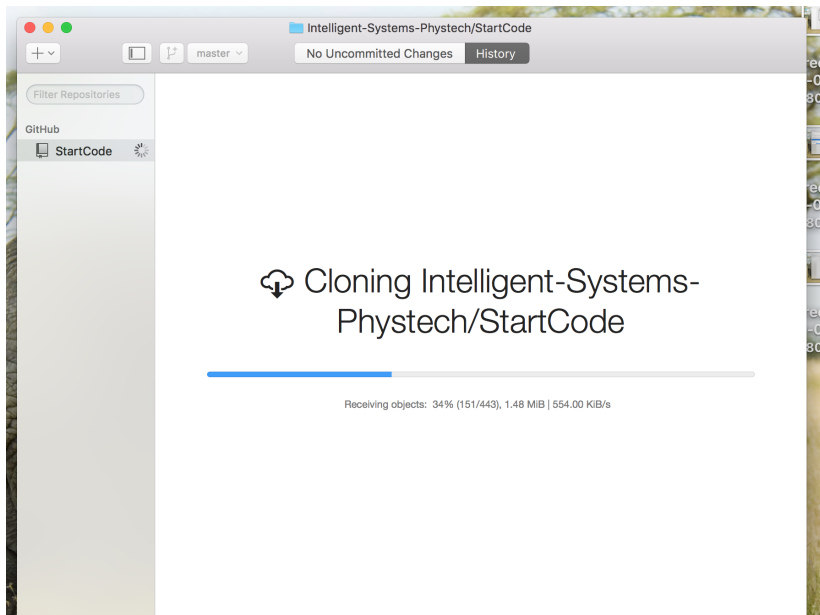 Intelligent-Systems-Phystech/StartCode
master
No Uncommitted Changes
History
Filter Repositories
GitHub
StartCode
Cloning Intelligent-Systems-
Phystech/StartCode
Receiving objects: 34% (151/443), 1.48 MiB | 554.00 KiB/s